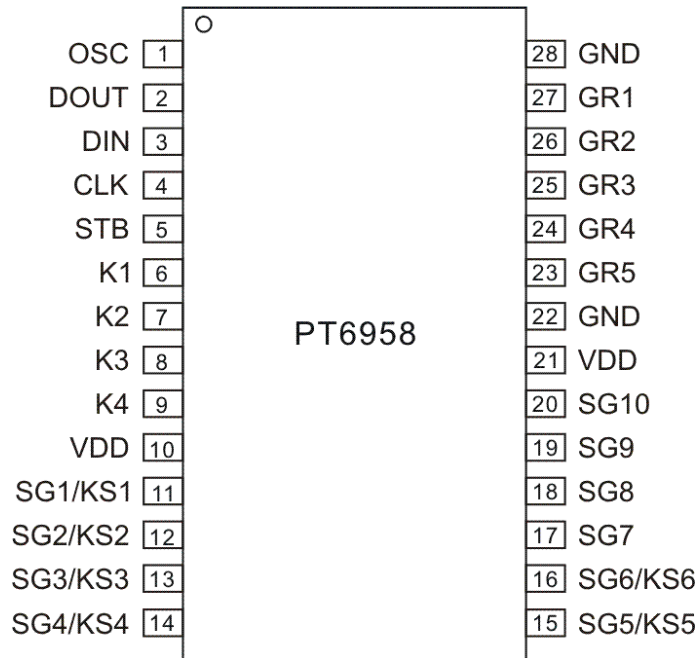 OSC 1 28 GND
DOUT 2 27 GR1
DIN 3 26 GR2
CLK 4 25 GR3
STB 5 24 GR4
K1 6 23 GR5
K2 7 22 GND
PT6958
K3 8 21 VDD
K4 9 20 SG10
VDD 10 19 SG9
SG1/KS1 11 18 SG8
SG2/KS2 12 17 SG7
SG3/KS3 13 16 SG6/KS6
SG4/KS4 14 15 SG5/KS5